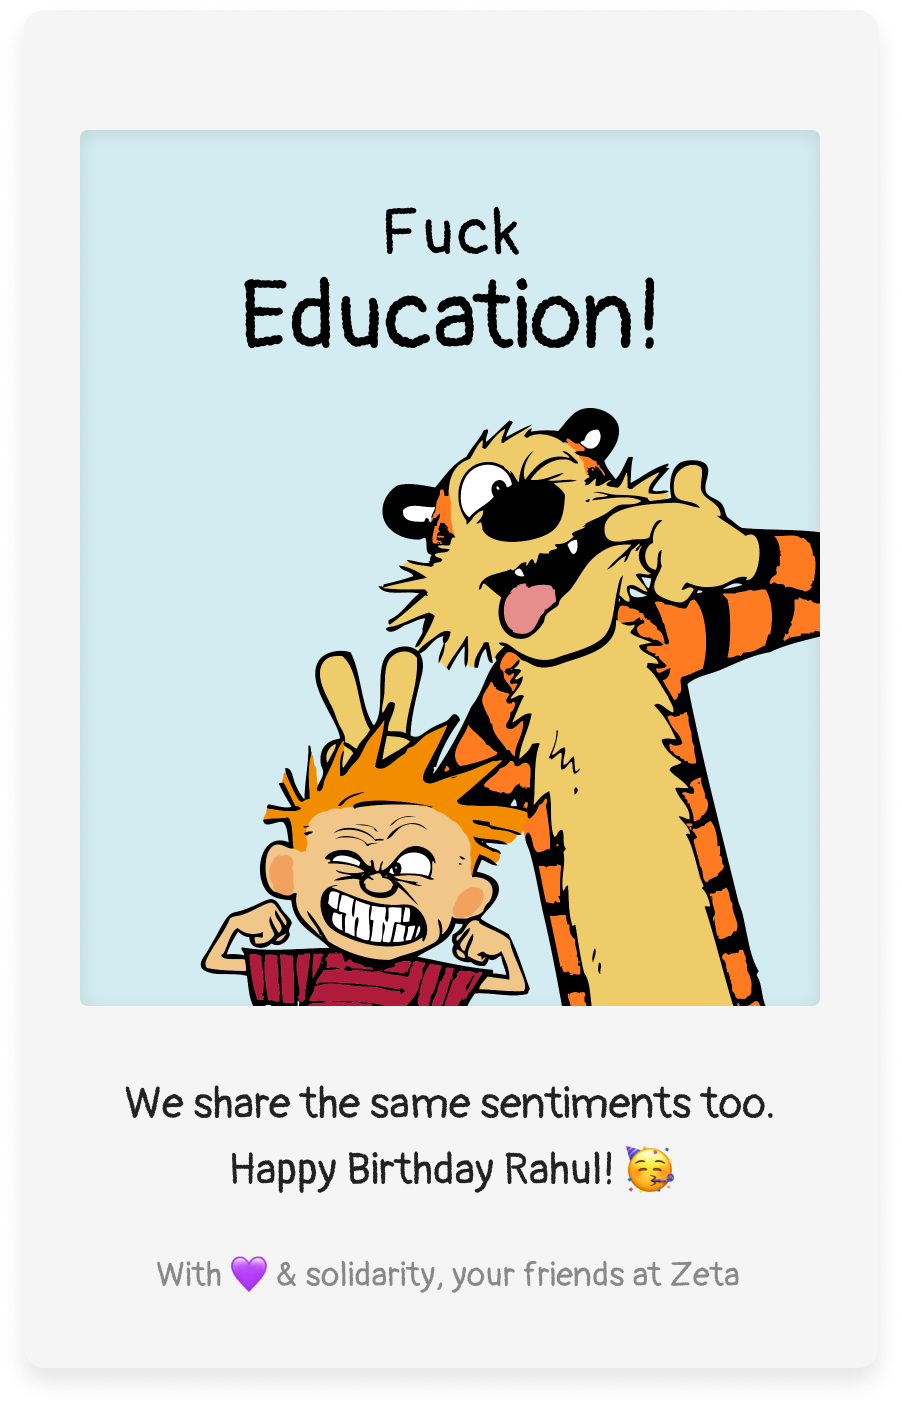 Fuck
Education!
We share the same sentiments too.
Happy Birthday Rahul! 🥳
With 💜 & solidarity, your friends at Zeta